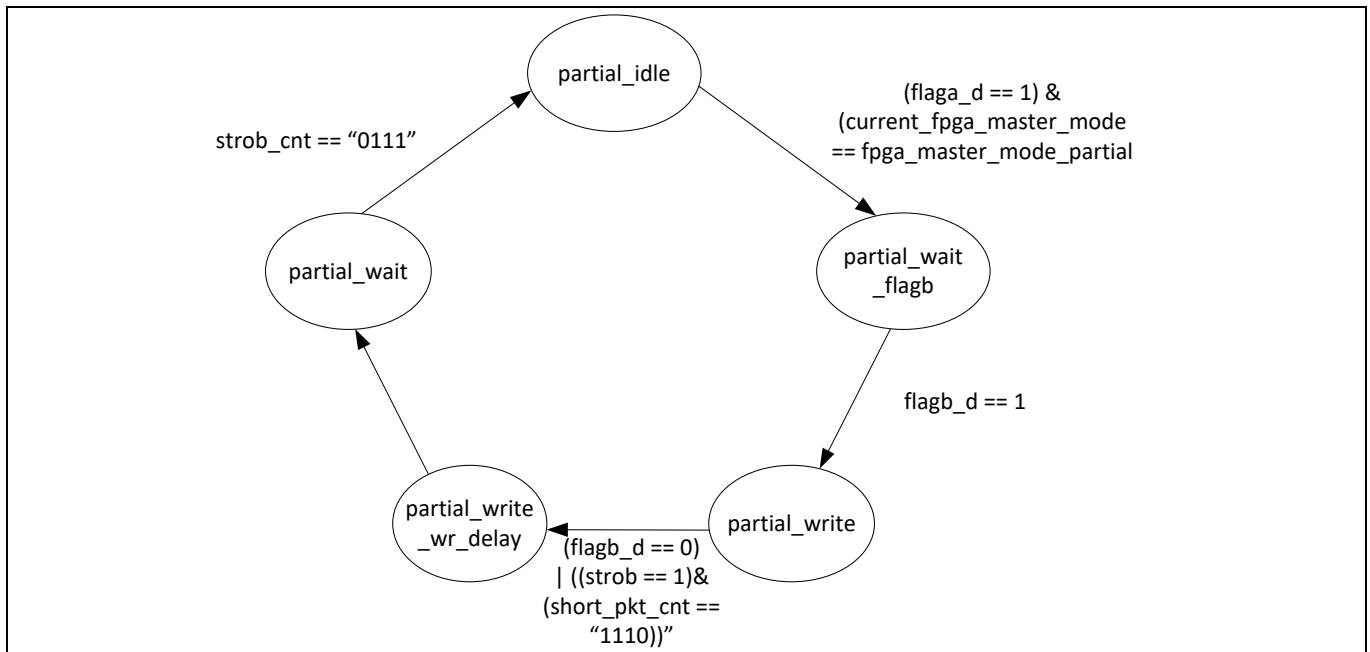 partial_idle
(flaga_d == 1) &
(current_fpga_master_mode
== fpga_master_mode_partial
strob_cnt == “0111”
partial_wait
partial_wait
_flagb
flagb_d == 1
partial_write
_wr_delay
partial_write
(flagb_d == 0)
| ((strob == 1)&
(short_pkt_cnt ==
“1110))”